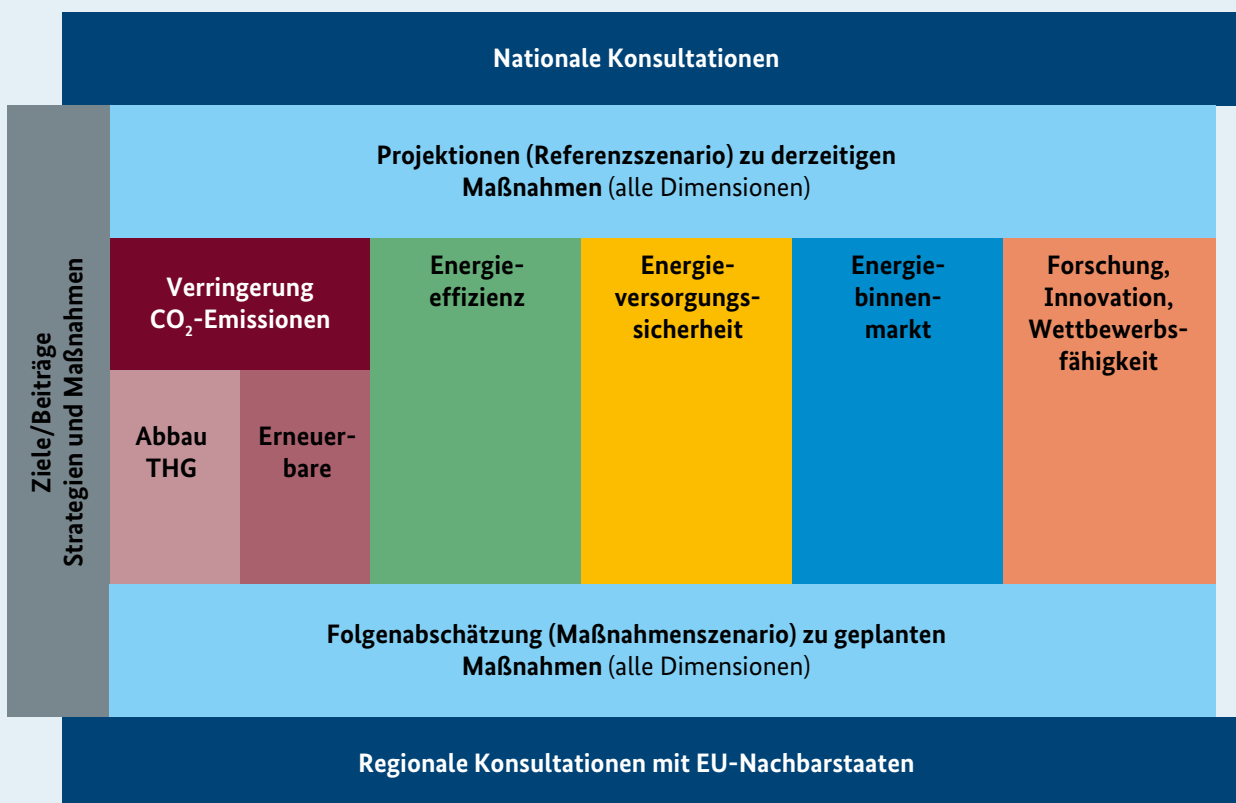 Nationale Konsultationen
Projektionen (Referenzszenario) zu derzeitigen
Maßnahmen (alle Dimensionen)
Ziele/Beiträge
Strategien und Maßnahmen
Verringerung
CO₂-Emissionen
Abbau
THG
Erneuer-
bare
Energie-
effizienz
Energie-
versorgungs-
sicherheit
Energie-
binnen-
markt
Forschung,
Innovation,
Wettbewerbs-
fähigkeit
Folgenabschätzung (Maßnahmenszenario) zu geplanten
Maßnahmen (alle Dimensionen)
Regionale Konsultationen mit EU-Nachbarstaaten